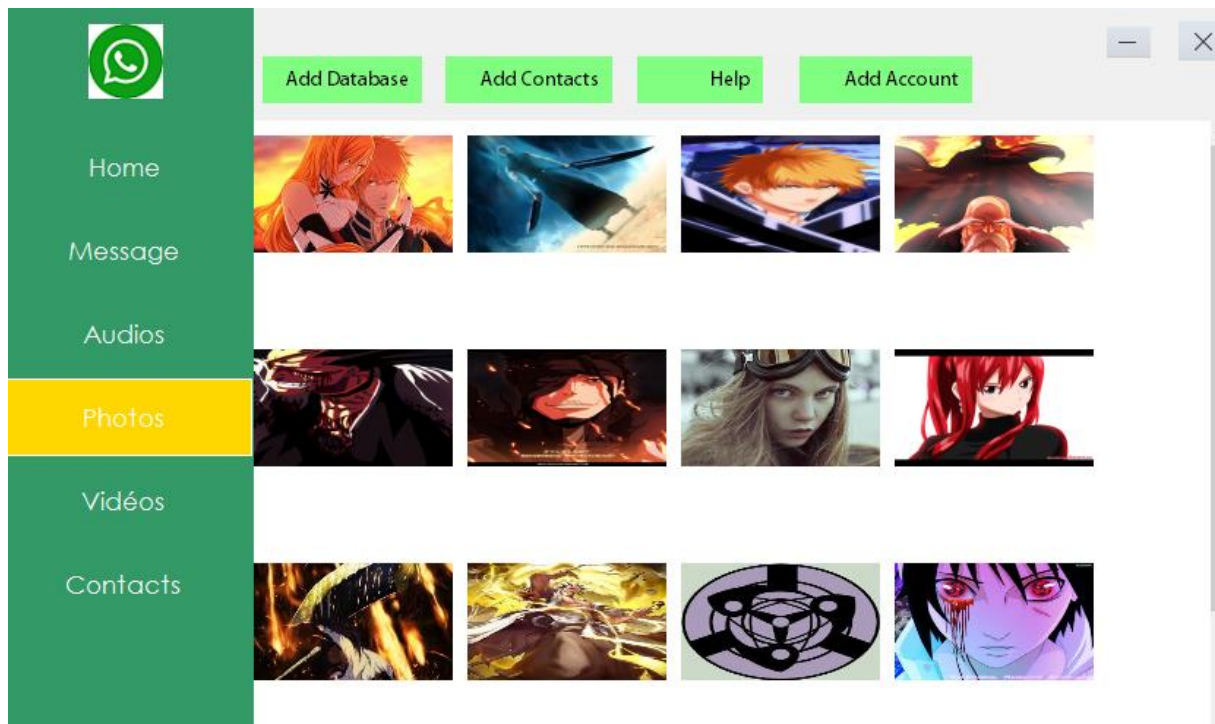 Add Database
Add Contacts
Help
Add Account
Home
Message
Audios
Photos
Vidéos
Contacts